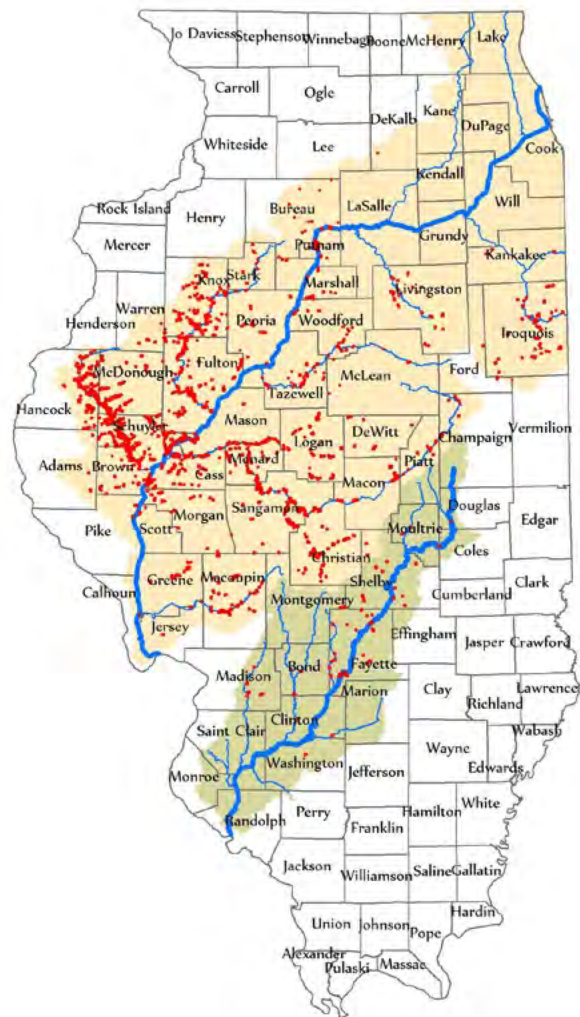 Jo Daviess
Stephenson
Winnebago
Boone
McHenry
Lake
Carroll
Ogle
DeKalb
Kane
DuPage
Cook
Whiteside
Lee
Kendall
Will
Rock Island
Henry
Bureau
LaSalle
Grundy
Mercer
Putnam
Kankakee
Knox
Stark
Marshall
Livingston
Warren
Peoria
Woodford
Iroquois
Henderson
Fulton
McDonough
Tazewell
McLean
Ford
Hancock
Schuyler
Mason
Logan
DeWitt
Champaign
Vermilion
Adams
Brown
Cass
Menard
Piatt
Macon
Douglas
Edgar
Pike
Scott
Morgan
Sangamon
Moultrie
Coles
Christian
Calhoun
Greene
Macoupin
Shelby
Clark
Cumberland
Montgomery
Jersey
Effingham
Jasper
Crawford
Madison
Bond
Fayette
Marion
Clay
Richland
Lawrence
Clinton
Saint Clair
Wabash
Wayne
Washington
Edwards
Monroe
Jefferson
Randolph
Perry
Hamilton
White
Franklin
Jackson
Williamson
Saline
Gallatin
Hardin
Union
Johnson
Pope
Alexander
Pulaski
Massac